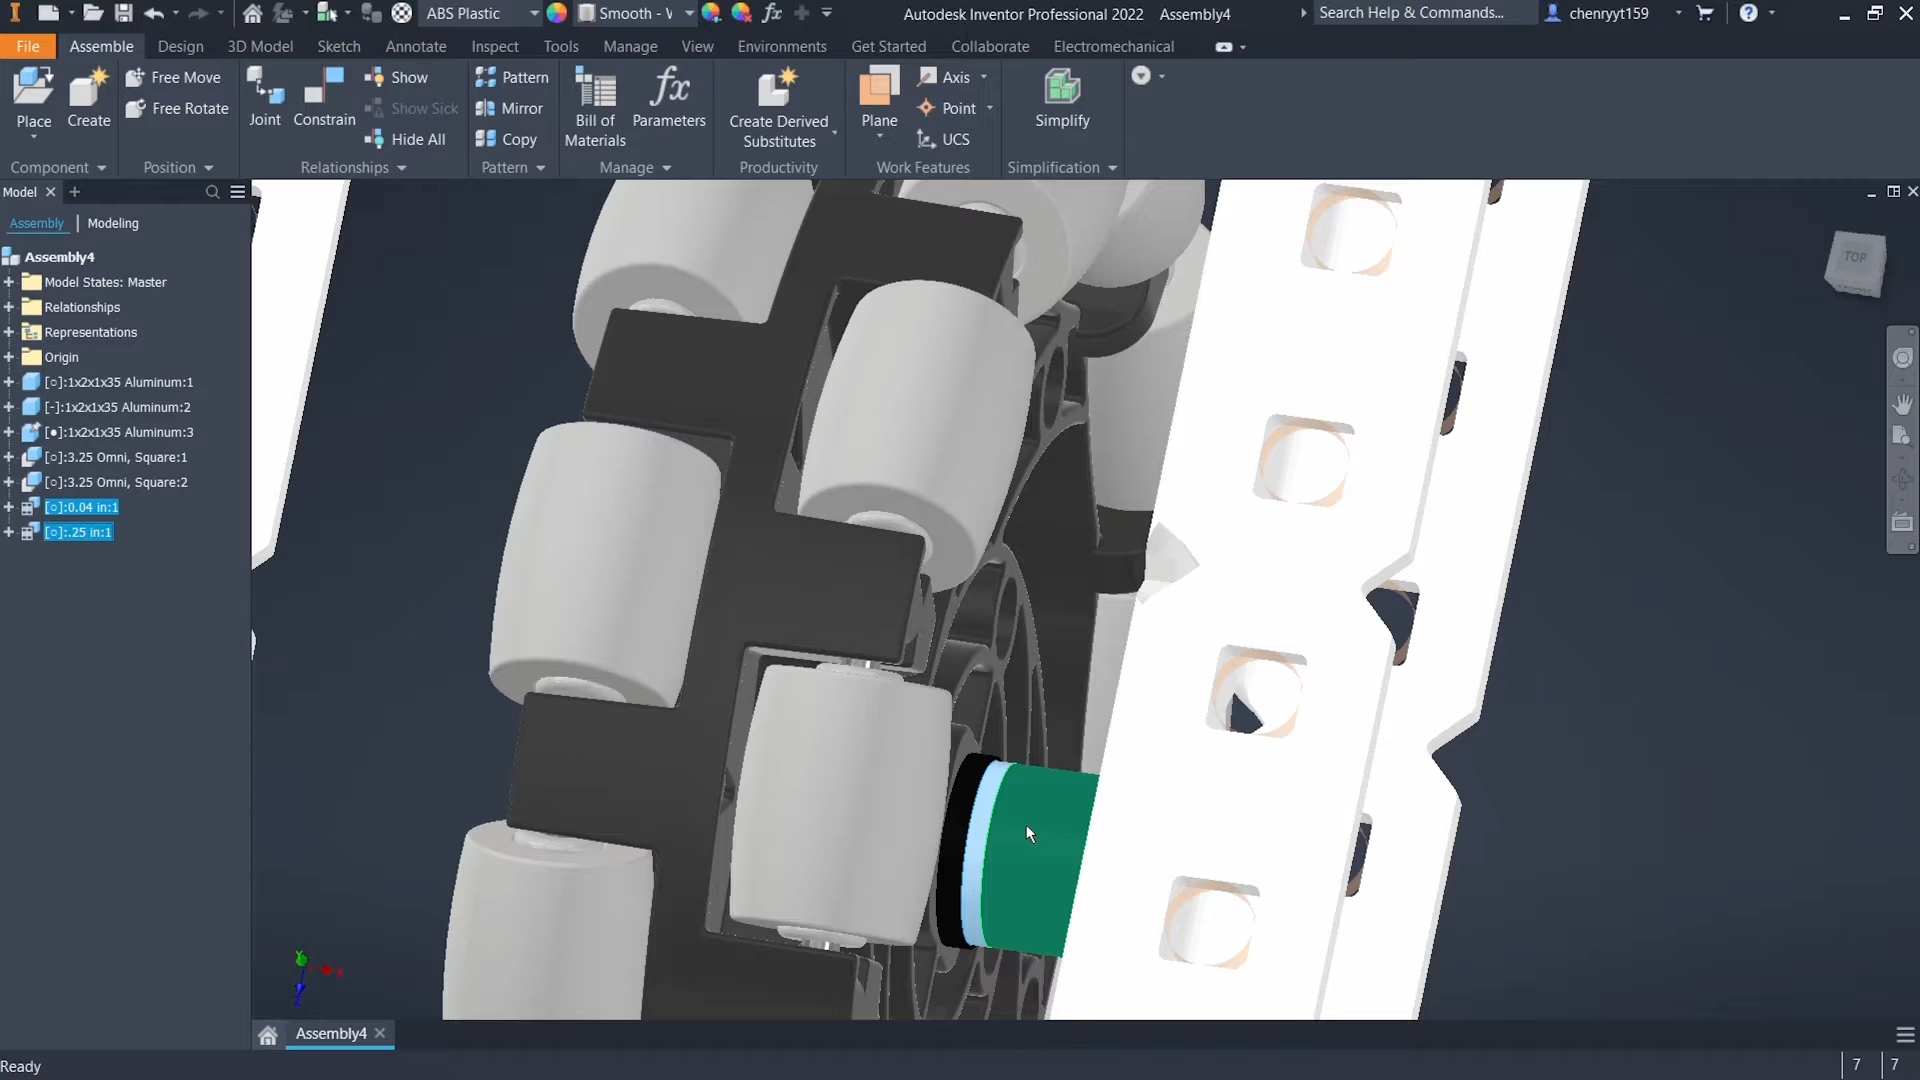 ABS Plastic
Smooth - V
fx
Autodesk Inventor Professional 2022 Assembly4
Search Help & Commands...
chenryyt159
File
Assemble
Design
3D Model
Sketch
Annotate
Inspect
Tools
Manage
View
Environments
Get Started
Collaborate
Electromechanical
Place
Create
Free Move
Free Rotate
Joint
Constrain
Show
Show Sick
Hide All
Pattern
Mirror
Copy
Bill of
Materials
fx
Parameters
Create Derived
Substitutes
Plane
Axis
Point
UCS
Simplify
Component
Position
Relationships
Pattern
Manage
Productivity
Work Features
Simplification
Model
Assembly | Modeling
Assembly4
Model States: Master
Relationships
Representations
Origin
[○]:1x2x1x35 Aluminum:1
[-]:1x2x1x35 Aluminum:2
[●]:1x2x1x35 Aluminum:3
[○]:3.25 Omni, Square:1
[○]:3.25 Omni, Square:2
[○]:0.04 in:1
[○]:.25 in:1
TOP
Assembly4
Ready
7
7